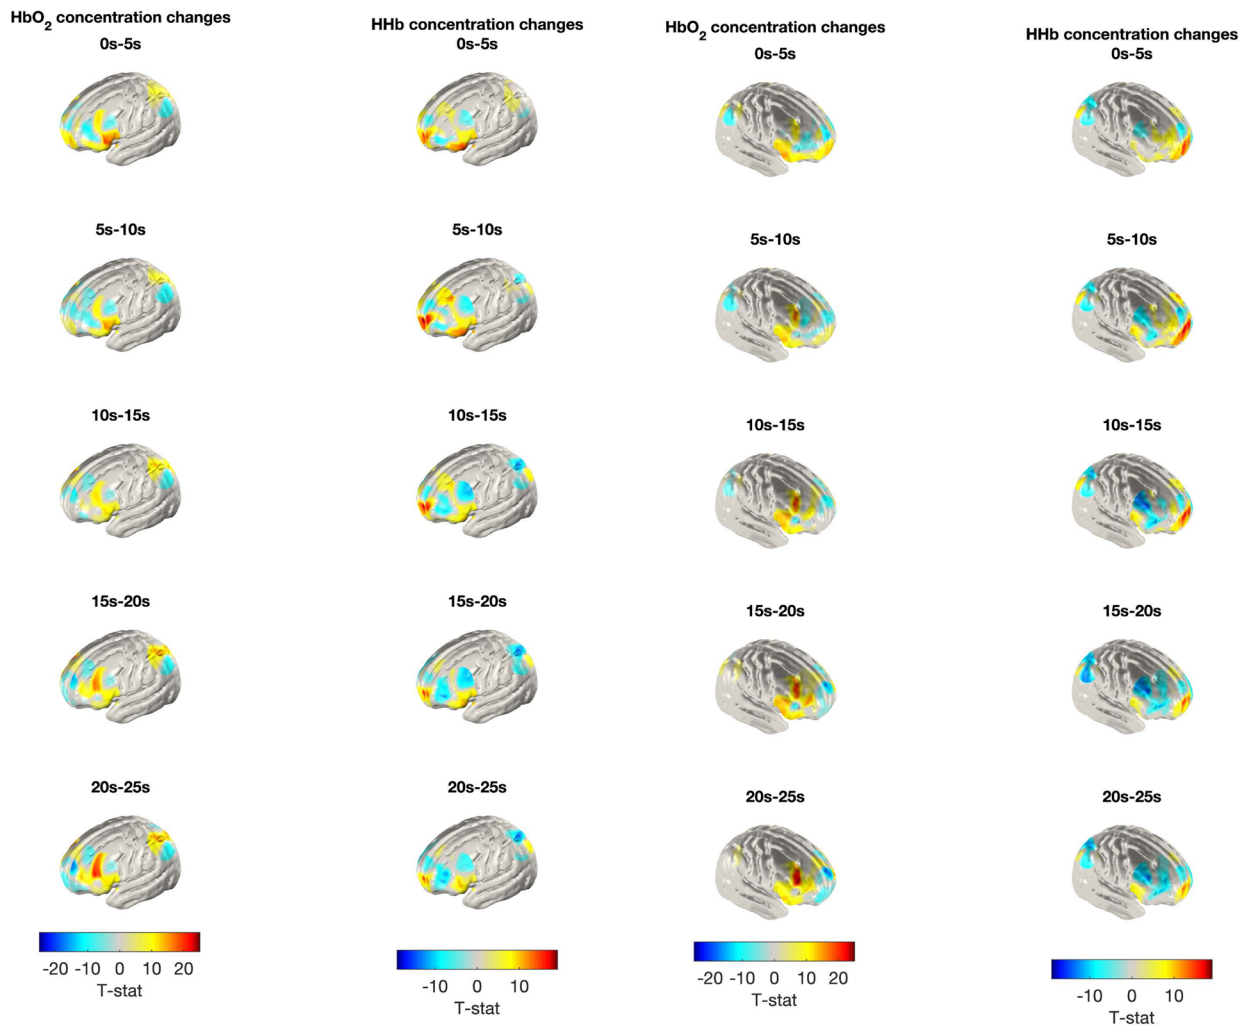 HbO2 concentration changes
0s-5s
5s-10s
10s-15s
15s-20s
20s-25s
-20 -10 0 10 20
T-stat
HHb concentration changes
0s-5s
5s-10s
10s-15s
15s-20s
20s-25s
-10 0 10
T-stat
HbO2 concentration changes
0s-5s
5s-10s
10s-15s
15s-20s
20s-25s
-20 -10 0 10 20
T-stat
HHb concentration changes
0s-5s
5s-10s
10s-15s
15s-20s
20s-25s
-10 0 10
T-stat